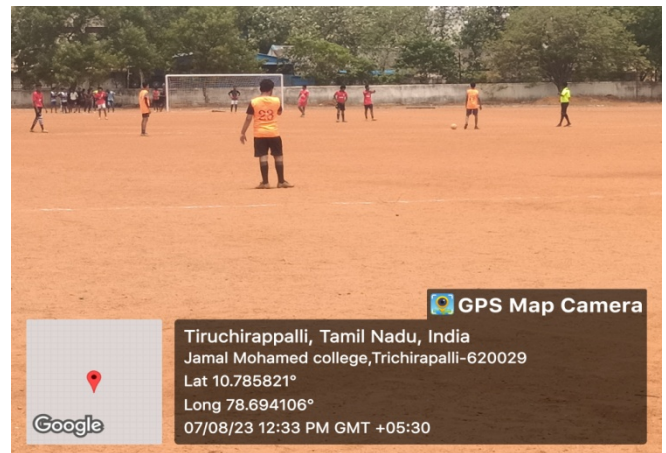 23
GPS Map Camera
Tiruchirappalli, Tamil Nadu, India
Jamal Mohamed college,Trichirapalli-620029
Lat 10.785821°
Long 78.694106°
07/08/23 12:33 PM GMT +05:30
Google